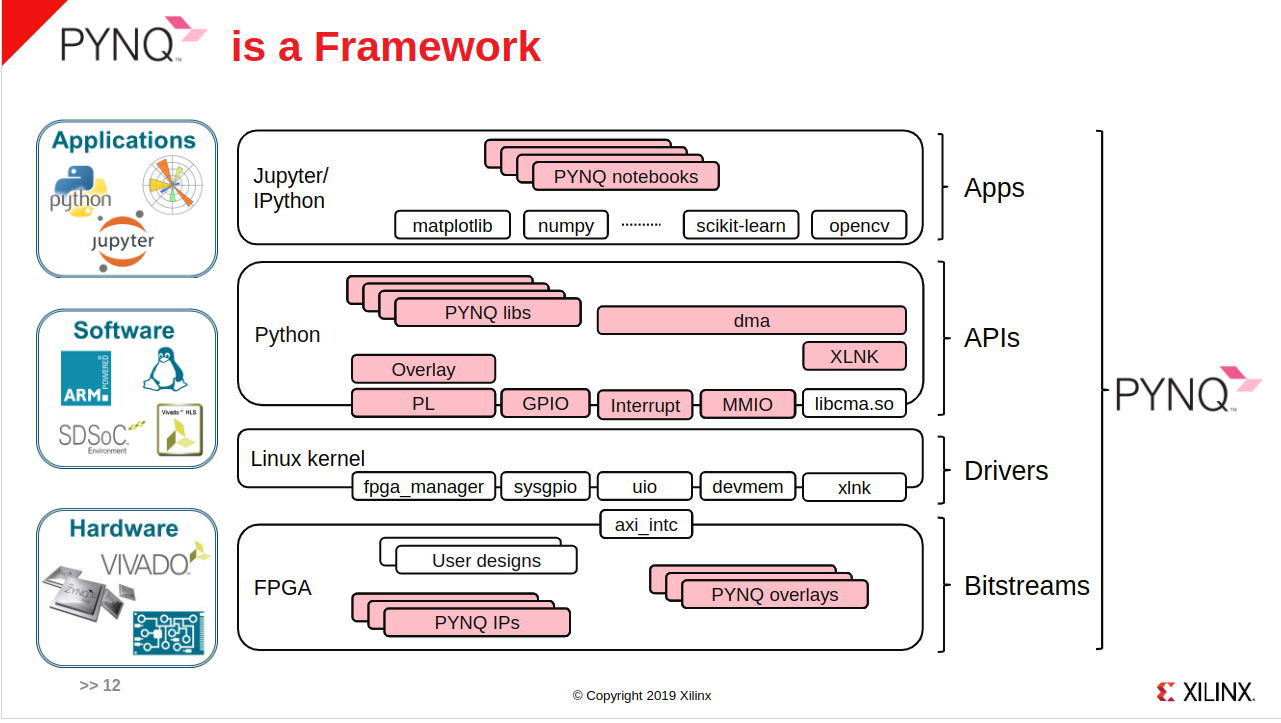 PYNQ™ is a Framework
Applications
python
jupyter
Jupyter/
IPython
PYNQ notebooks
matplotlib
numpy
..........
scikit-learn
opencv
Apps
Software
ARM
POWERED
Vivado™ HLS
SDSoC
Environment
Python
PYNQ libs
dma
XLNK
Overlay
PL
GPIO
Interrupt
MMIO
libcma.so
APIs
PYNQ™
Linux kernel
fpga_manager
sysgpio
uio
devmem
xlnk
Drivers
Hardware
VIVADO
ZYNQ
axi_intc
FPGA
User designs
PYNQ overlays
PYNQ IPs
Bitstreams
>> 12
© Copyright 2019 Xilinx
XILINX